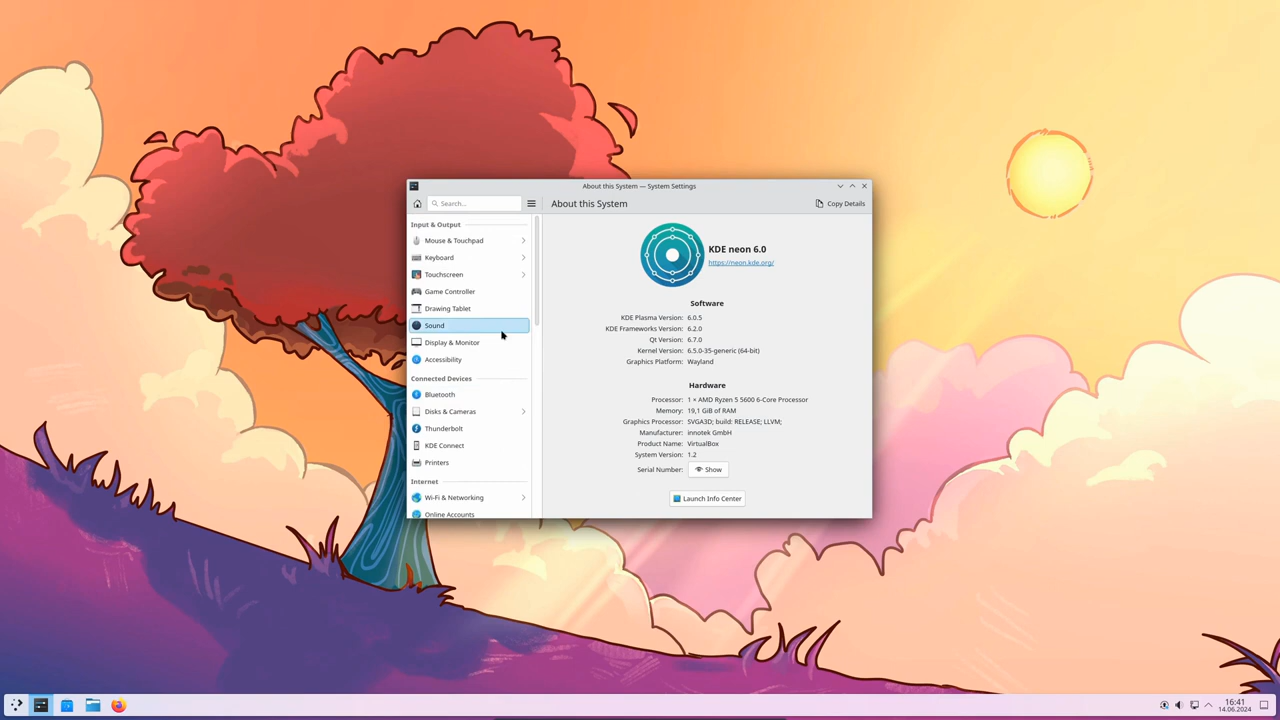 About this System — System Settings
Search...
About this System
Copy Details
Input & Output
Mouse & Touchpad
Keyboard
Touchscreen
Game Controller
Drawing Tablet
Sound
Display & Monitor
Accessibility
Connected Devices
Bluetooth
Disks & Cameras
Thunderbolt
KDE Connect
Printers
Internet
Wi-Fi & Networking
Online Accounts
KDE neon 6.0
https://neon.kde.org/
Software
KDE Plasma Version: 6.0.5
KDE Frameworks Version: 6.2.0
Qt Version: 6.7.0
Kernel Version: 6.5.0-35-generic (64-bit)
Graphics Platform: Wayland
Hardware
Processor: 1 × AMD Ryzen 5 5600 6-Core Processor
Memory: 19,1 GiB of RAM
Graphics Processor: SVGA3D; build: RELEASE; LLVM;
Manufacturer: innotek GmbH
Product Name: VirtualBox
System Version: 1.2
Serial Number: Show
Launch Info Center
16:41
14.06.2024